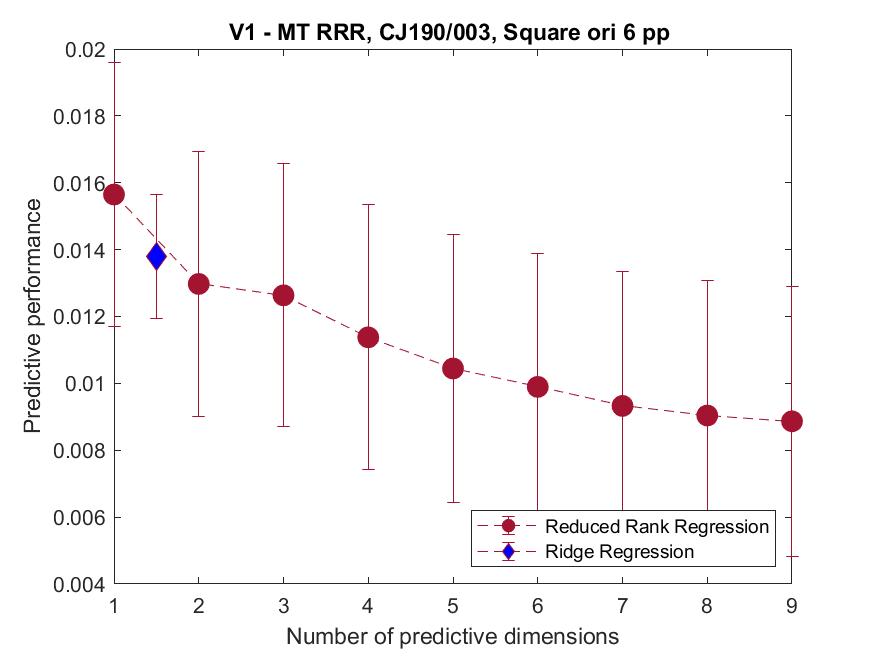 V1 - MT RRR, CJ190/003, Square ori 6 pp
0.02
0.018
0.016
0.014
0.012
0.01
0.008
0.006
0.004
Predictive performance
Reduced Rank Regression
Ridge Regression
1 2 3 4 5 6 7 8 9
Number of predictive dimensions